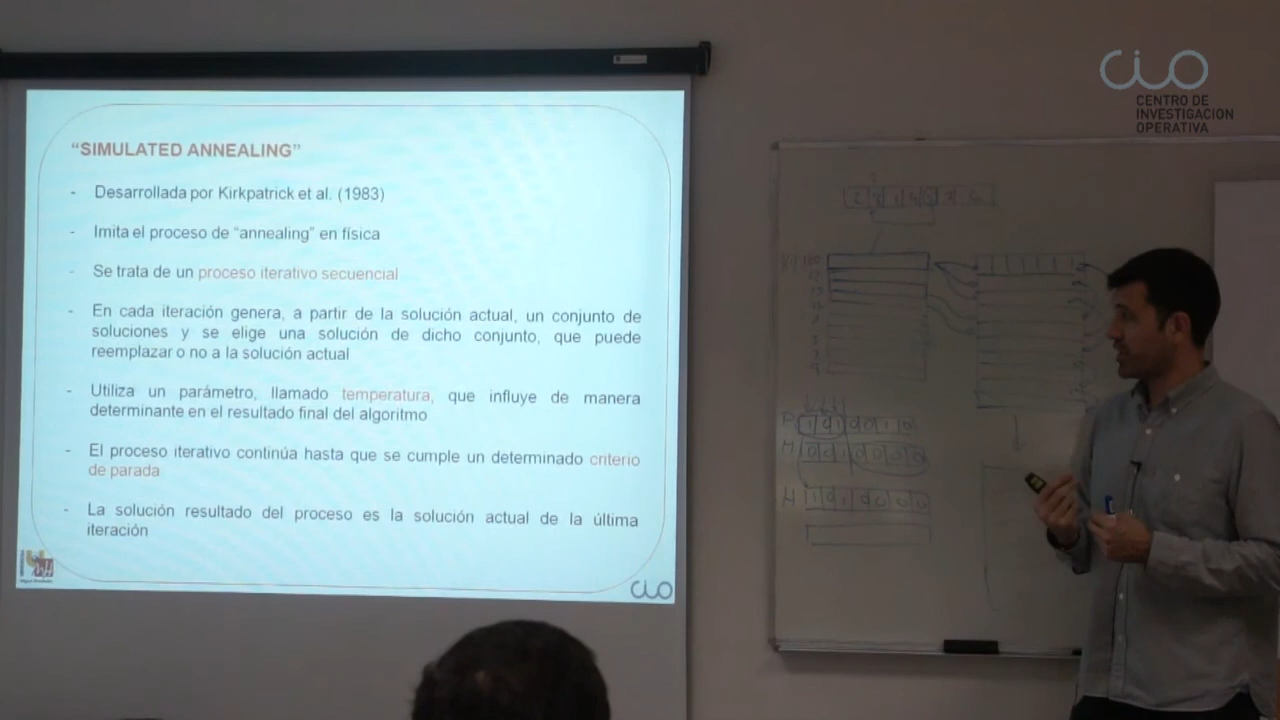 “SIMULATED ANNEALING”
- Desarrollada por Kirkpatrick et al. (1983)
- Imita el proceso de “annealing” en física
- Se trata de un proceso iterativo secuencial
- En cada iteración genera, a partir de la solución actual, un conjunto de
soluciones y se elige una solución de dicho conjunto, que puede
reemplazar o no a la solución actual
- Utiliza un parámetro, llamado temperatura, que influye de manera
determinante en el resultado final del algoritmo
- El proceso iterativo continúa hasta que se cumple un determinado criterio
de parada
- La solución resultado del proceso es la solución actual de la última
iteración
CIO
CIO
CENTRO DE
INVESTIGACION
OPERATIVA